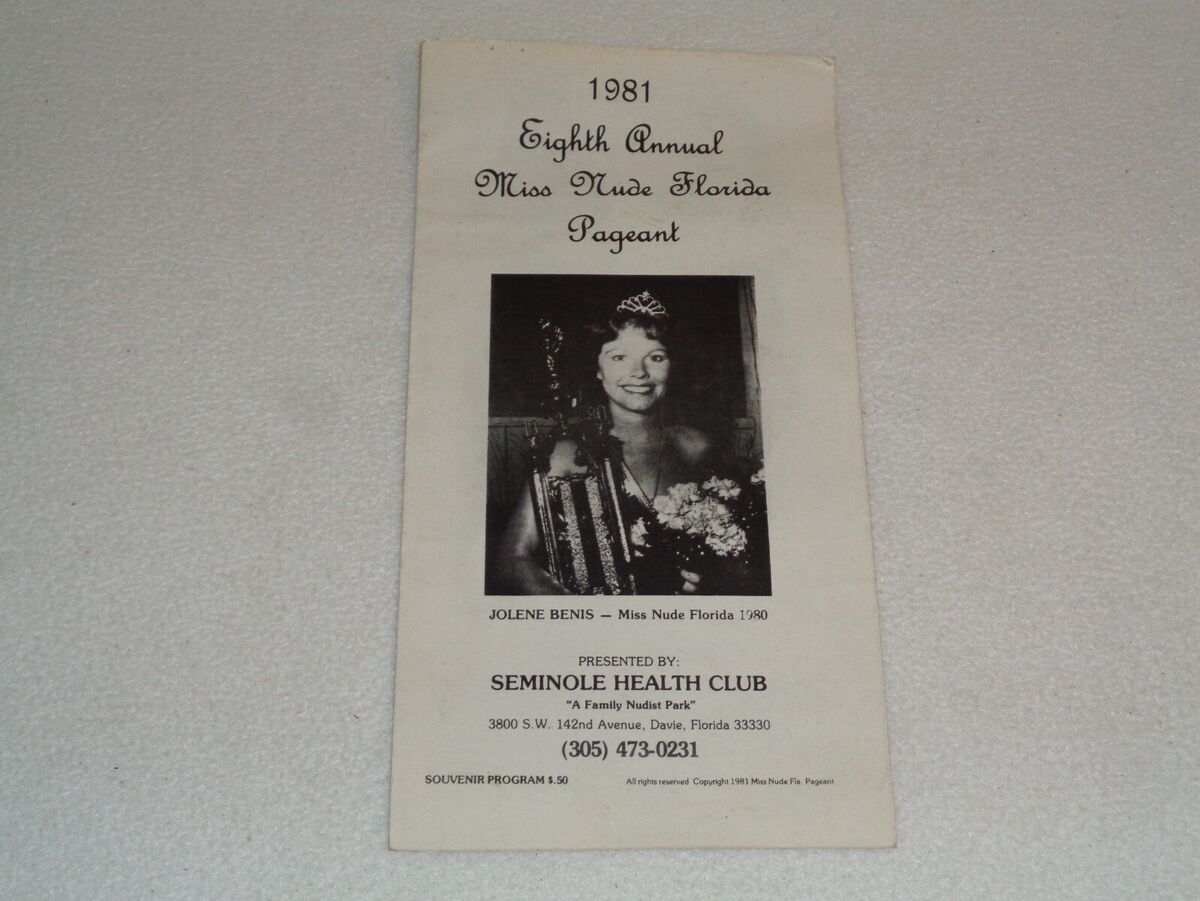 1981
Eighth Annual
Miss Nude Florida
Pageant
JOLENE BENIS — Miss Nude Florida 1980
PRESENTED BY:
SEMINOLE HEALTH CLUB
"A Family Nudist Park"
3800 S.W. 142nd Avenue, Davie, Florida 33330
(305) 473-0231
SOUVENIR PROGRAM $.50 All rights reserved Copyright 1981 Miss Nude Fla. Pageant